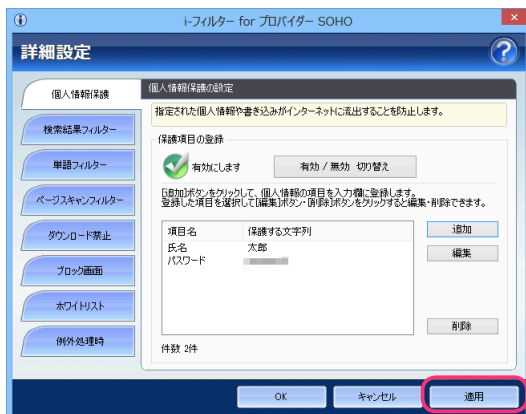 i-フィルター for プロバイダー SOHO
詳細設定
個人情報保護
検索結果フィルター
単語フィルター
ページスキャンフィルター
ダウンロード禁止
ブロック画面
ホワイトリスト
例外処理時
個人情報保護の設定
指定された個人情報や書き込みがインターネットに流出することを防止します。
保護項目の登録
有効にします
有効 / 無効 切り替え
[追加]ボタンをクリックして、個人情報の項目を入力欄に登録します。
登録した項目を選択して[編集]ボタン・[削除]ボタンをクリックすると編集・削除できます。
項目名 保護する文字列
氏名 太郎
パスワード
追加
編集
削除
件数 2件
OK キャンセル 適用